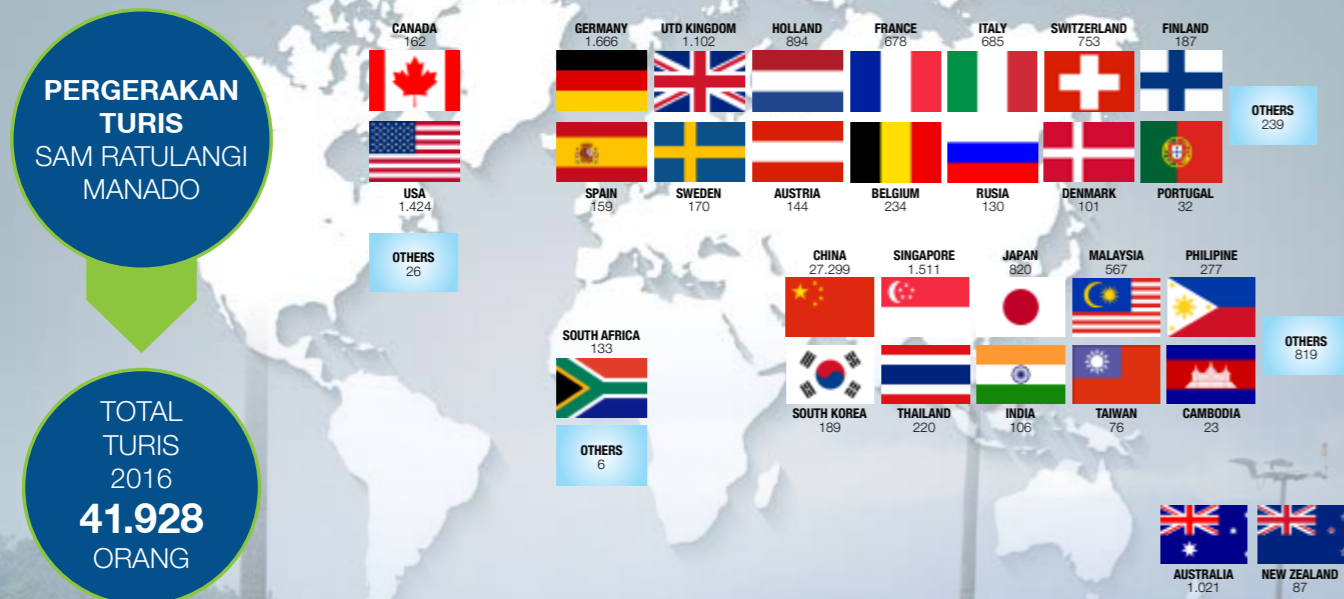 PERGERAKAN
TURIS
SAM RATULANGI
MANADO
TOTAL
TURIS
2016
41.928
ORANG
CANADA
162
USA
1.424
OTHERS
26
GERMANY
1.666
UTD KINGDOM
1.102
HOLLAND
894
FRANCE
678
ITALY
685
SWITZERLAND
753
FINLAND
187
SPAIN
159
SWEDEN
170
AUSTRIA
144
BELGIUM
234
RUSIA
130
DENMARK
101
PORTUGAL
32
OTHERS
239
CHINA
27.299
SINGAPORE
1.511
JAPAN
820
MALAYSIA
567
PHILIPINE
277
SOUTH KOREA
189
THAILAND
220
INDIA
106
TAIWAN
76
CAMBODIA
23
OTHERS
819
SOUTH AFRICA
133
OTHERS
6
AUSTRALIA
1.021
NEW ZEALAND
87